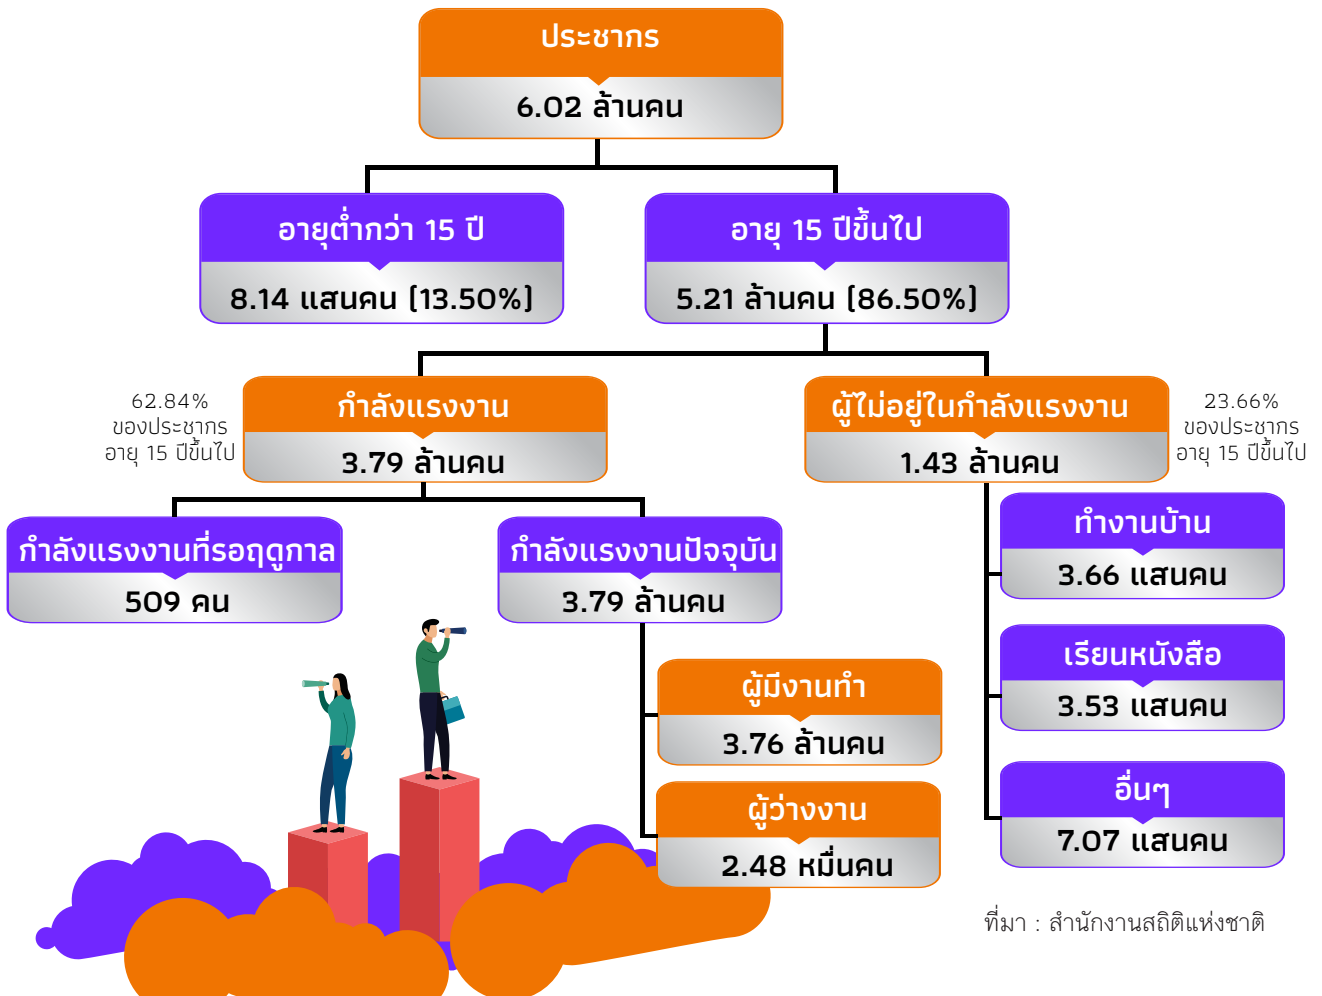 ประชากร
6.02 ล้านคน
อายุต่ำกว่า 15 ปี
8.14 แสนคน (13.50%)
อายุ 15 ปีขึ้นไป
5.21 ล้านคน (86.50%)
62.84%
ของประชากร
อายุ 15 ปีขึ้นไป
กำลังแรงงาน
3.79 ล้านคน
ผู้ไม่อยู่ในกำลังแรงงาน
1.43 ล้านคน
23.66%
ของประชากร
อายุ 15 ปีขึ้นไป
กำลังแรงงานที่รอฤดูกาล
509 คน
กำลังแรงงานปัจจุบัน
3.79 ล้านคน
ทำงานบ้าน
3.66 แสนคน
ผู้มีงานทำ
3.76 ล้านคน
เรียนหนังสือ
3.53 แสนคน
ผู้ว่างงาน
2.48 หมื่นคน
อื่นๆ
7.07 แสนคน
ที่มา : สำนักงานสถิติแห่งชาติ